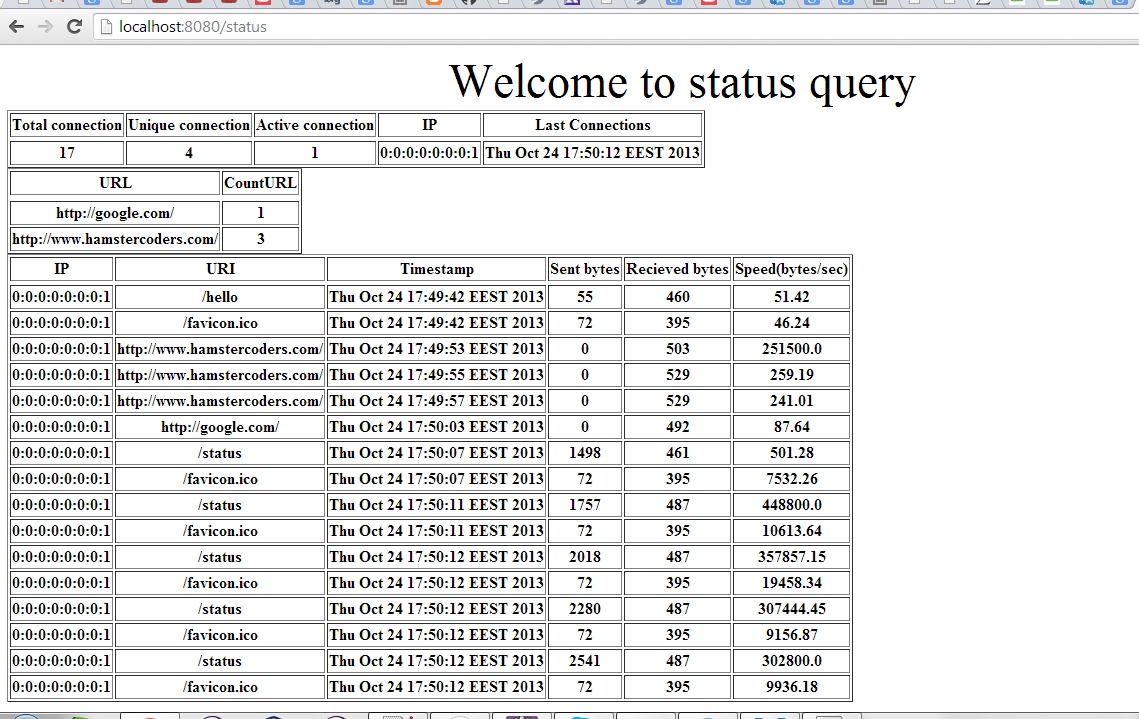 localhost:8080/status
Welcome to status query
Total connection Unique connection Active connection IP Last Connections
17 4 1 0:0:0:0:0:0:0:1 Thu Oct 24 17:50:12 EEST 2013
URL CountURL
http://google.com/ 1
http://www.hamstercoders.com/ 3
IP URI Timestamp Sent bytes Recieved bytes Speed(bytes/sec)
0:0:0:0:0:0:0:1 /hello Thu Oct 24 17:49:42 EEST 2013 55 460 51.42
0:0:0:0:0:0:0:1 /favicon.ico Thu Oct 24 17:49:42 EEST 2013 72 395 46.24
0:0:0:0:0:0:0:1 http://www.hamstercoders.com/ Thu Oct 24 17:49:53 EEST 2013 0 503 251500.0
0:0:0:0:0:0:0:1 http://www.hamstercoders.com/ Thu Oct 24 17:49:55 EEST 2013 0 529 259.19
0:0:0:0:0:0:0:1 http://www.hamstercoders.com/ Thu Oct 24 17:49:57 EEST 2013 0 529 241.01
0:0:0:0:0:0:0:1 http://google.com/ Thu Oct 24 17:50:03 EEST 2013 0 492 87.64
0:0:0:0:0:0:0:1 /status Thu Oct 24 17:50:07 EEST 2013 1498 461 501.28
0:0:0:0:0:0:0:1 /favicon.ico Thu Oct 24 17:50:07 EEST 2013 72 395 7532.26
0:0:0:0:0:0:0:1 /status Thu Oct 24 17:50:11 EEST 2013 1757 487 448800.0
0:0:0:0:0:0:0:1 /favicon.ico Thu Oct 24 17:50:11 EEST 2013 72 395 10613.64
0:0:0:0:0:0:0:1 /status Thu Oct 24 17:50:12 EEST 2013 2018 487 357857.15
0:0:0:0:0:0:0:1 /favicon.ico Thu Oct 24 17:50:12 EEST 2013 72 395 19458.34
0:0:0:0:0:0:0:1 /status Thu Oct 24 17:50:12 EEST 2013 2280 487 307444.45
0:0:0:0:0:0:0:1 /favicon.ico Thu Oct 24 17:50:12 EEST 2013 72 395 9156.87
0:0:0:0:0:0:0:1 /status Thu Oct 24 17:50:12 EEST 2013 2541 487 302800.0
0:0:0:0:0:0:0:1 /favicon.ico Thu Oct 24 17:50:12 EEST 2013 72 395 9936.18